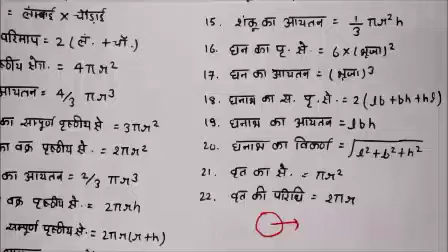 = लम्बाई × चौड़ाई
परिमाप = 2 (लं. + चौ.)
ष्ठीय क्षे. = 4πr²
आयतन = 4/3 πr³
का सम्पूर्ण पृष्ठीय क्षे. = 3πr²
का वक्र पृष्ठीय क्षे. = 2πr²
का आयतन = 2/3 πr³
वक्र पृष्ठीय क्षे. = 2πrh
सम्पूर्ण पृष्ठीय क्षे. = 2πr(r+h)
15. शंकू का आयतन = 1/3 πr²h
16. घन का पृ. क्षे. = 6 × (भुजा)²
17. घन का आयतन = (भुजा)³
18. घनाभ का स. पृ. क्षे. = 2(lb + bh + hl)
19. घनाभ का आयतन = lbh
20. घनाभ का विकर्ण = √l²+b²+h²
21. वृत का क्षे. = πr²
22. वृत की परिधि = 2πr